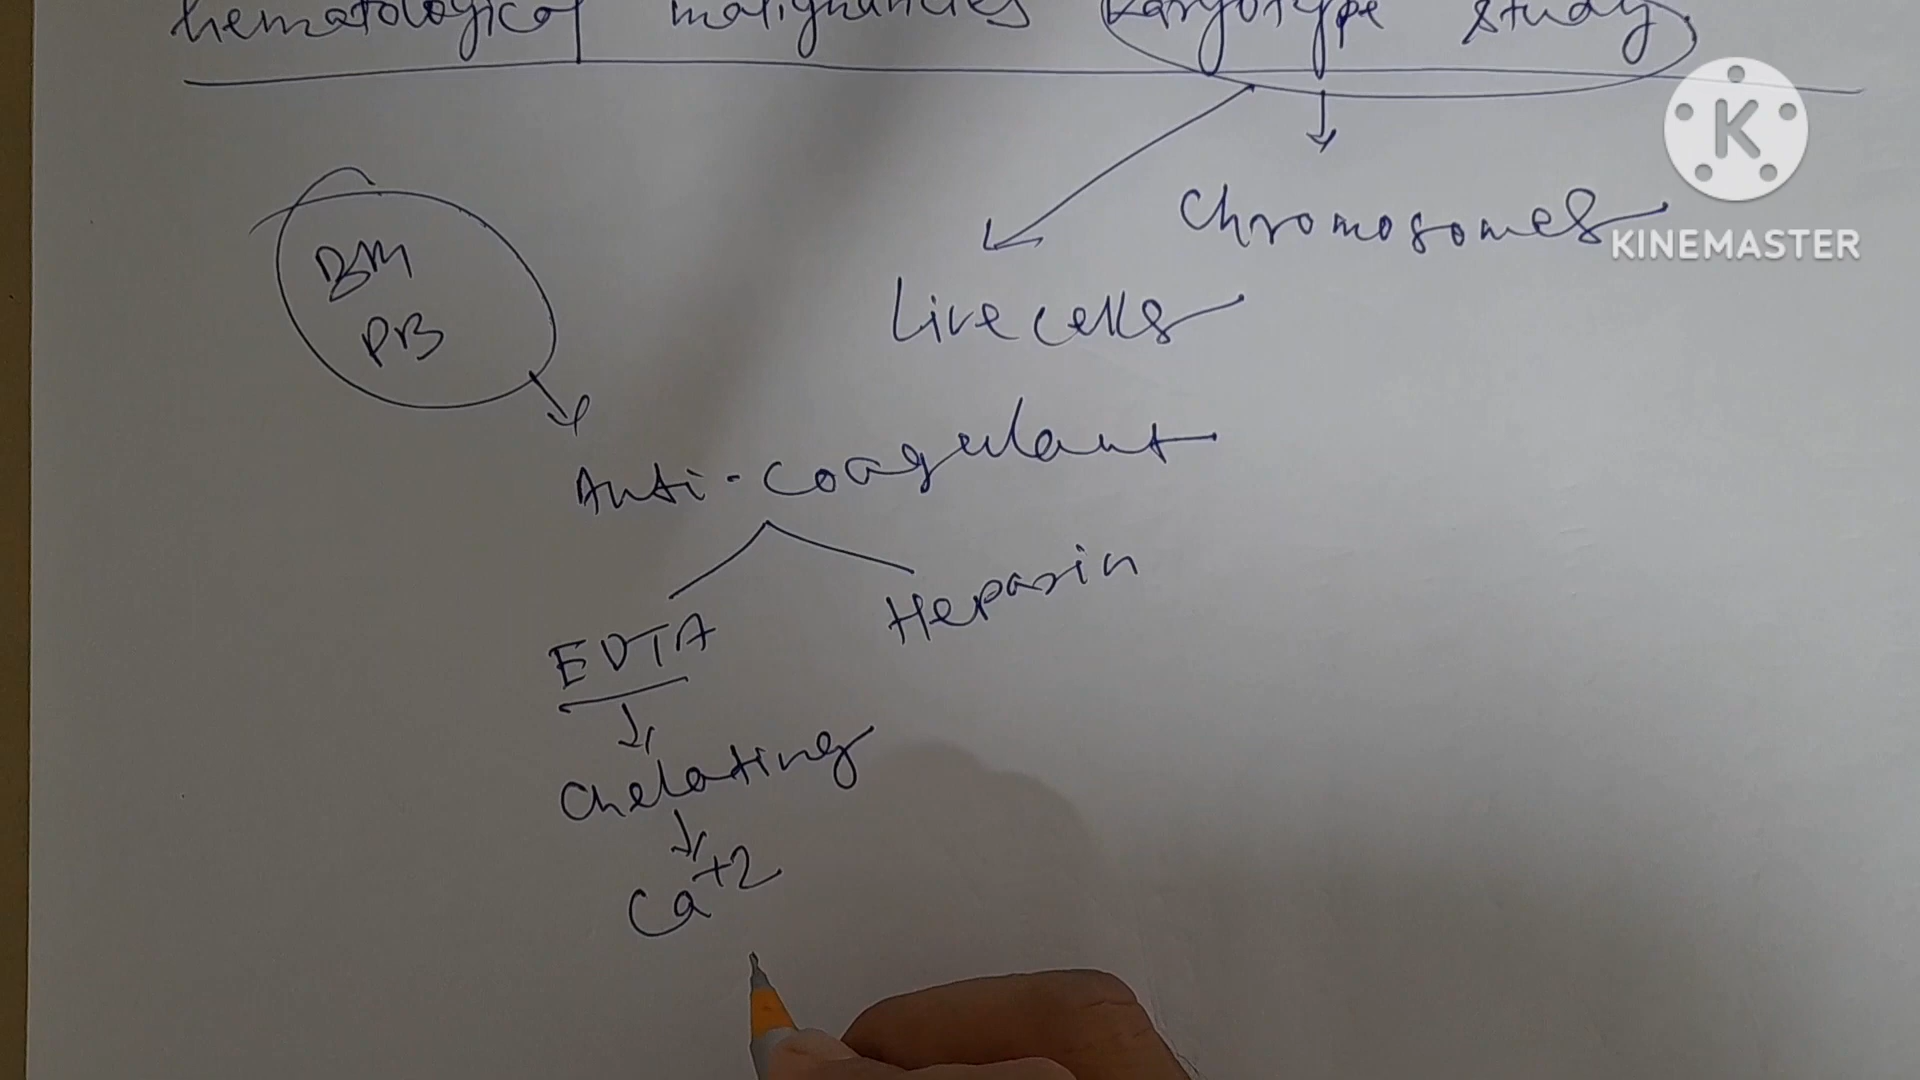 hematological malignancies Karyotype study
Chromosomes
K
KINEMASTER
BM
PB
Live cells
Anti-coagulant
EDTA
Heparin
Chelating
Ca+2